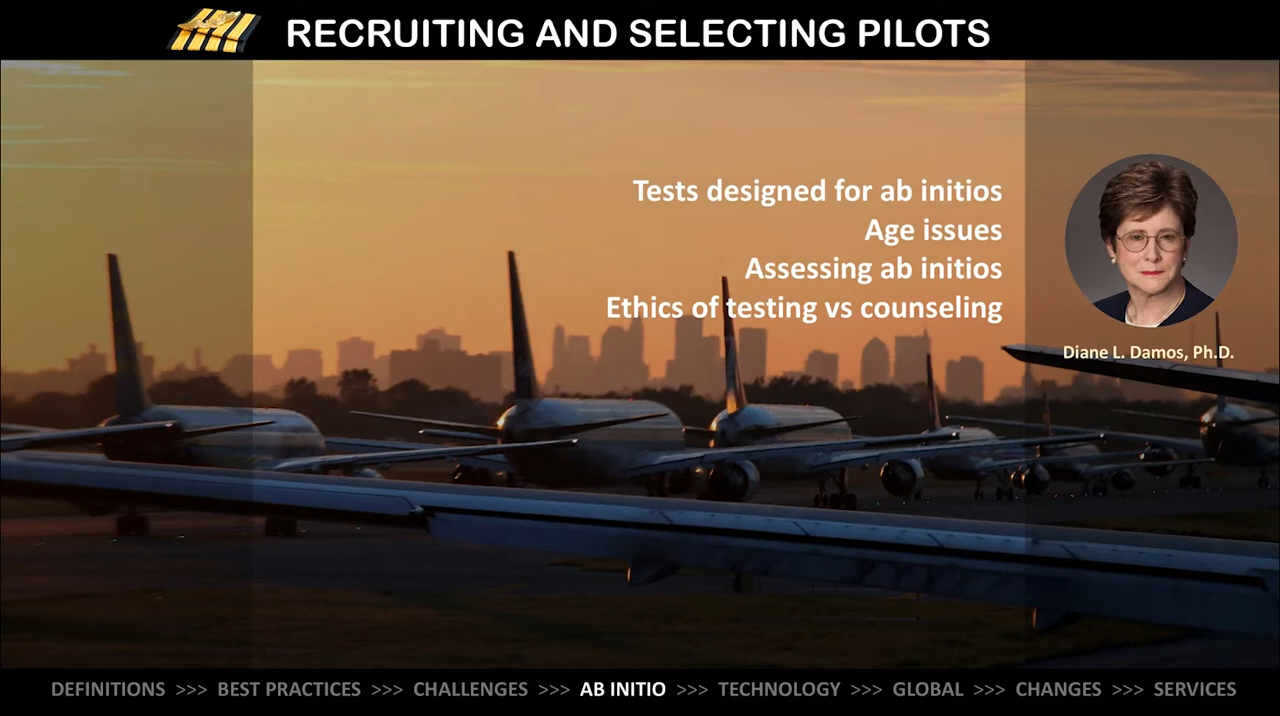 RECRUITING AND SELECTING PILOTS
Tests designed for ab initios
Age issues
Assessing ab initios
Ethics of testing vs counseling
Diane L. Damos, Ph.D.
DEFINITIONS >>> BEST PRACTICES >>> CHALLENGES >>> AB INITIO >>> TECHNOLOGY >>> GLOBAL >>> CHANGES >>> SERVICES